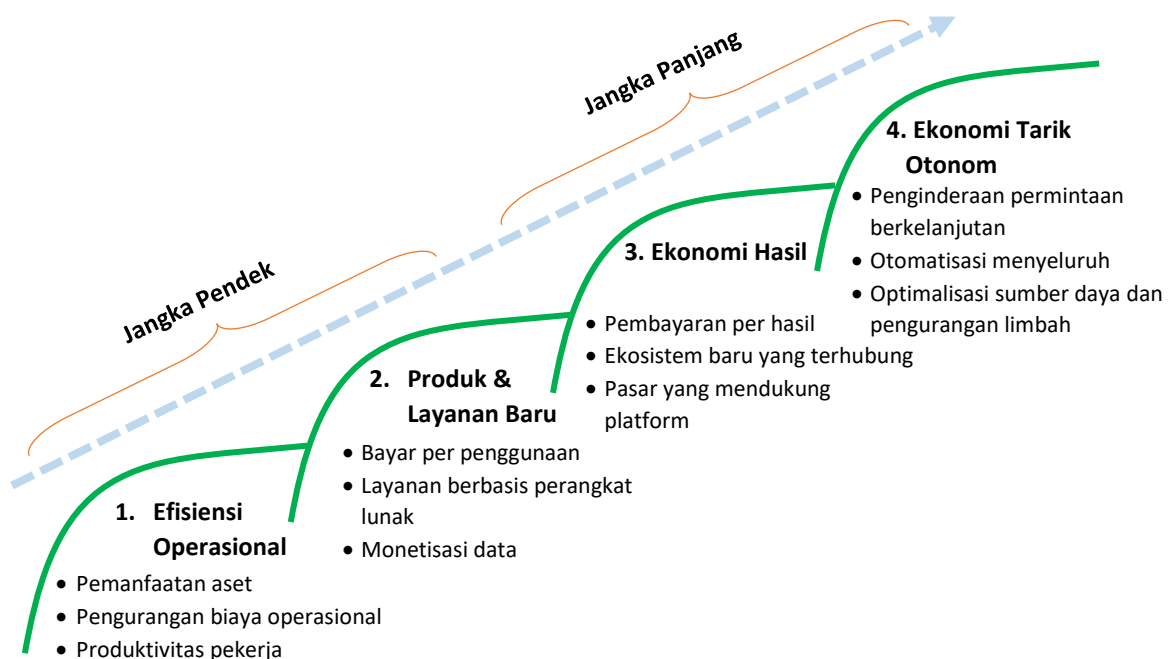 Jangka Pendek
Jangka Panjang
1. Efisiensi
Operasional
• Pemanfaatan aset
• Pengurangan biaya operasional
• Produktivitas pekerja
2. Produk &
Layanan Baru
• Bayar per penggunaan
• Layanan berbasis perangkat
lunak
• Monetisasi data
3. Ekonomi Hasil
• Pembayaran per hasil
• Ekosistem baru yang terhubung
• Pasar yang mendukung
platform
4. Ekonomi Tarik
Otonom
• Penginderaan permintaan
berkelanjutan
• Otomatisasi menyeluruh
• Optimalisasi sumber daya dan
pengurangan limbah